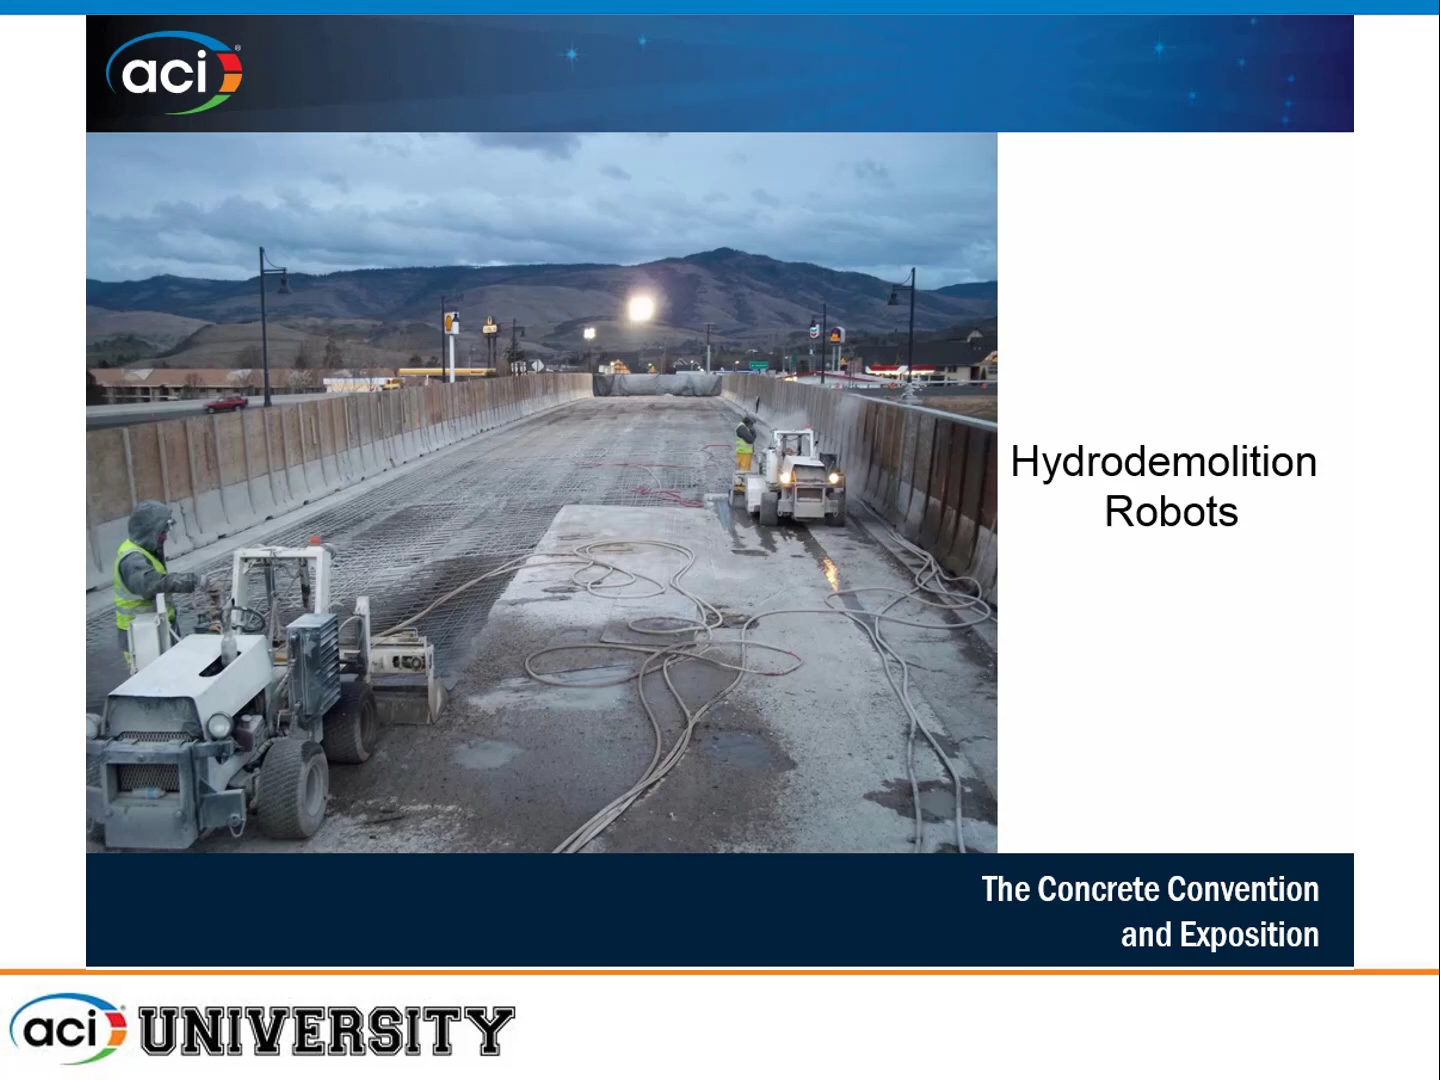 aci
Hydrodemolition
Robots
The Concrete Convention
and Exposition
aci UNIVERSITY